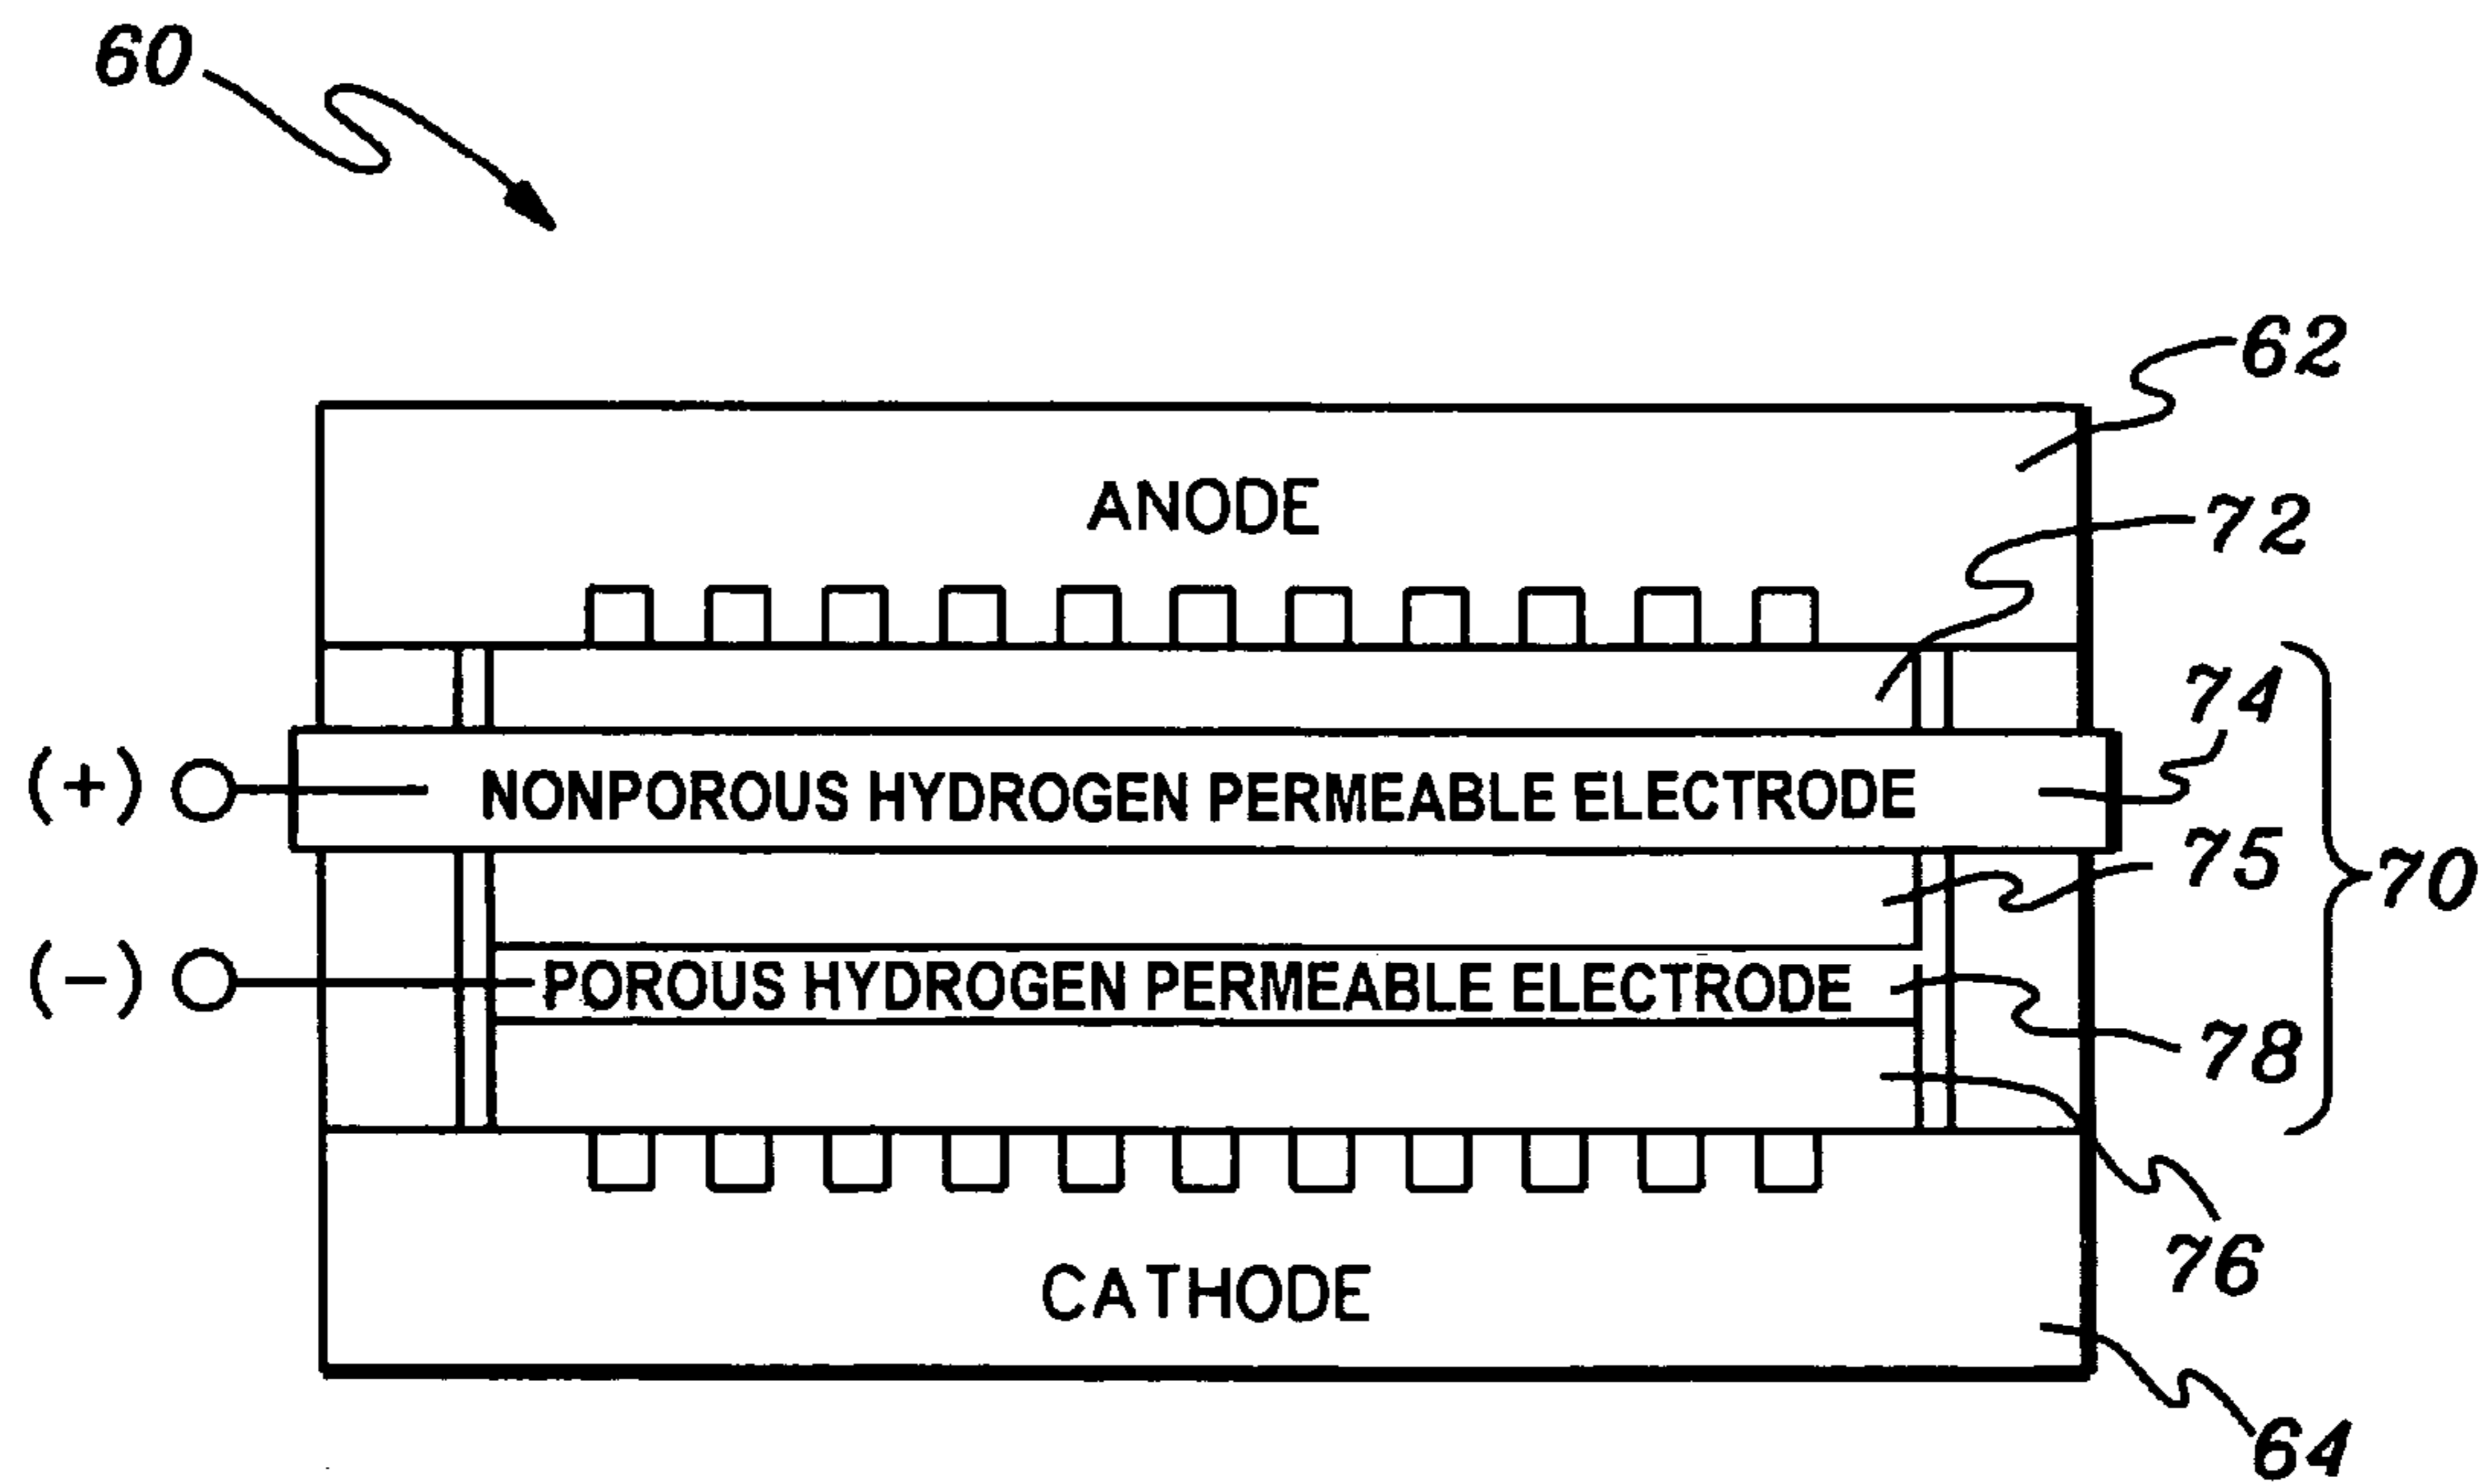 60
62
ANODE
72
74
(+) NONPOROUS HYDROGEN PERMEABLE ELECTRODE
75
70
(-) POROUS HYDROGEN PERMEABLE ELECTRODE
78
76
CATHODE
64